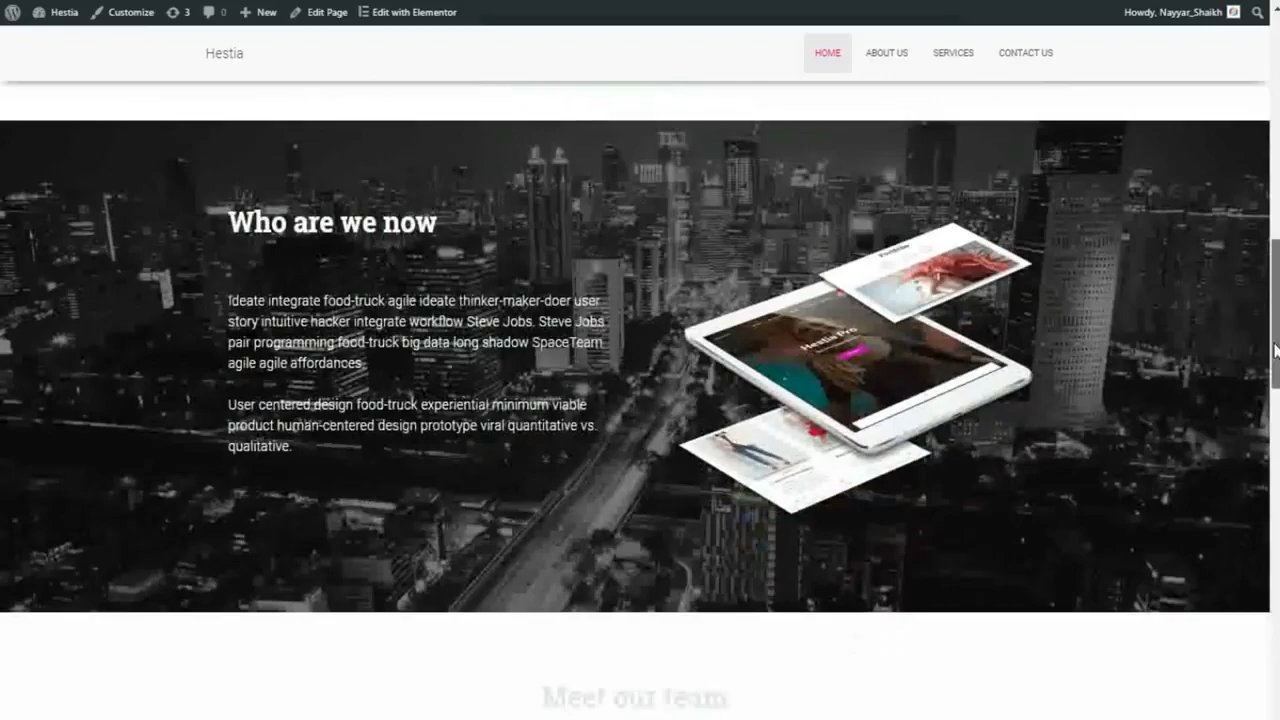 Hestia Customize 3 0 New Edit Page Edit with Elementor Howdy, Nayyar_Shaikh
Hestia HOME ABOUT US SERVICES CONTACT US
Who are we now
Ideate integrate food-truck agile ideate thinker-maker-doer user
story intuitive hacker integrate workflow Steve Jobs. Steve Jobs
pair programming food-truck big data long shadow SpaceTeam
agile agile affordances.
User centered design food-truck experiential minimum viable
product human-centered design prototype viral quantitative vs.
qualitative.
Portfolio
Hestia Pro
Meet our team